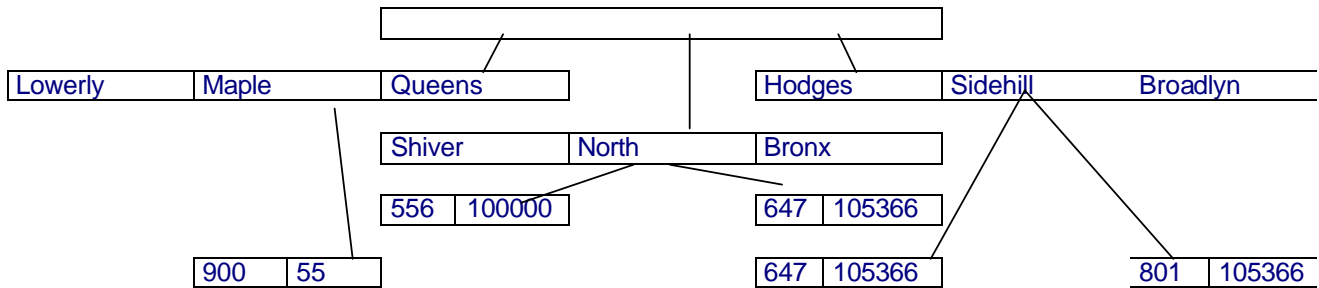 Lowerly Maple Queens Hodges Sidehill Broadlyn
Shiver North Bronx
556 100000 647 105366
900 55 647 105366 801 105366